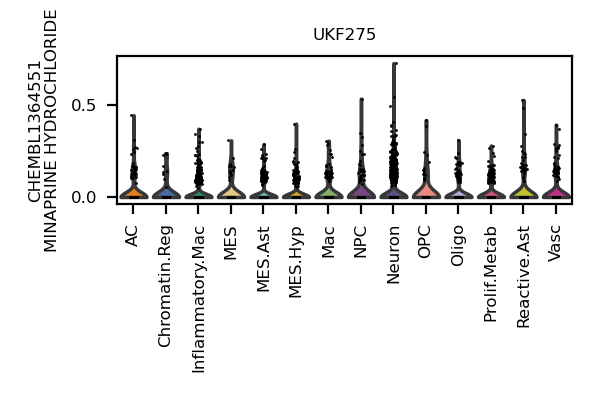 UKF275
CHEMBL1364551
MINAPRINE HYDROCHLORIDE
0.5
0.0
AC
Chromatin.Reg
Inflammatory.Mac
MES
MES.Ast
MES.Hyp
Mac
NPC
Neuron
OPC
Oligo
Prolif.Metab
Reactive.Ast
Vasc